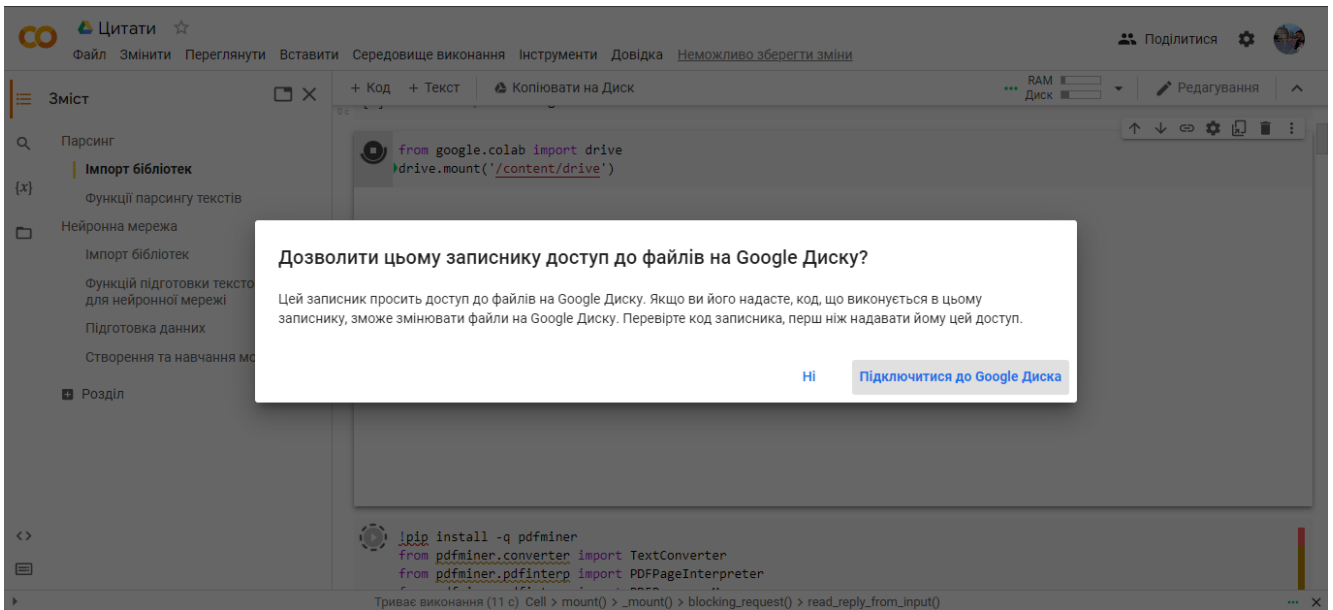 Цитати
Файл Змінити Переглянути Вставити Середовище виконання Інструменти Довідка Неможливо зберегти зміни
Поділитися
Зміст
+ Код + Текст Копіювати на Диск
RAM
Диск
Редагування
Парсинг
Імпорт бібліотек
Функції парсингу текстів
Нейронна мережа
Імпорт бібліотек
Функцій підготовки тексто
для нейронної мережі
Підготовка данних
Створення та навчання мо
Розділ
from google.colab import drive
drive.mount('/content/drive')
Дозволити цьому записнику доступ до файлів на Google Диску?
Цей записник просить доступ до файлів на Google Диску. Якщо ви його надасте, код, що виконується в цьому
записнику, зможе змінювати файли на Google Диску. Перевірте код записника, перш ніж надавати йому цей доступ.
Ні Підключитися до Google Диска
!pip install -q pdfminer
from pdfminer.converter import TextConverter
from pdfminer.pdfinterp import PDFPageInterpreter
Триває виконання (11 с) Cell > mount() > _mount() > blocking_request() > read_reply_from_input()